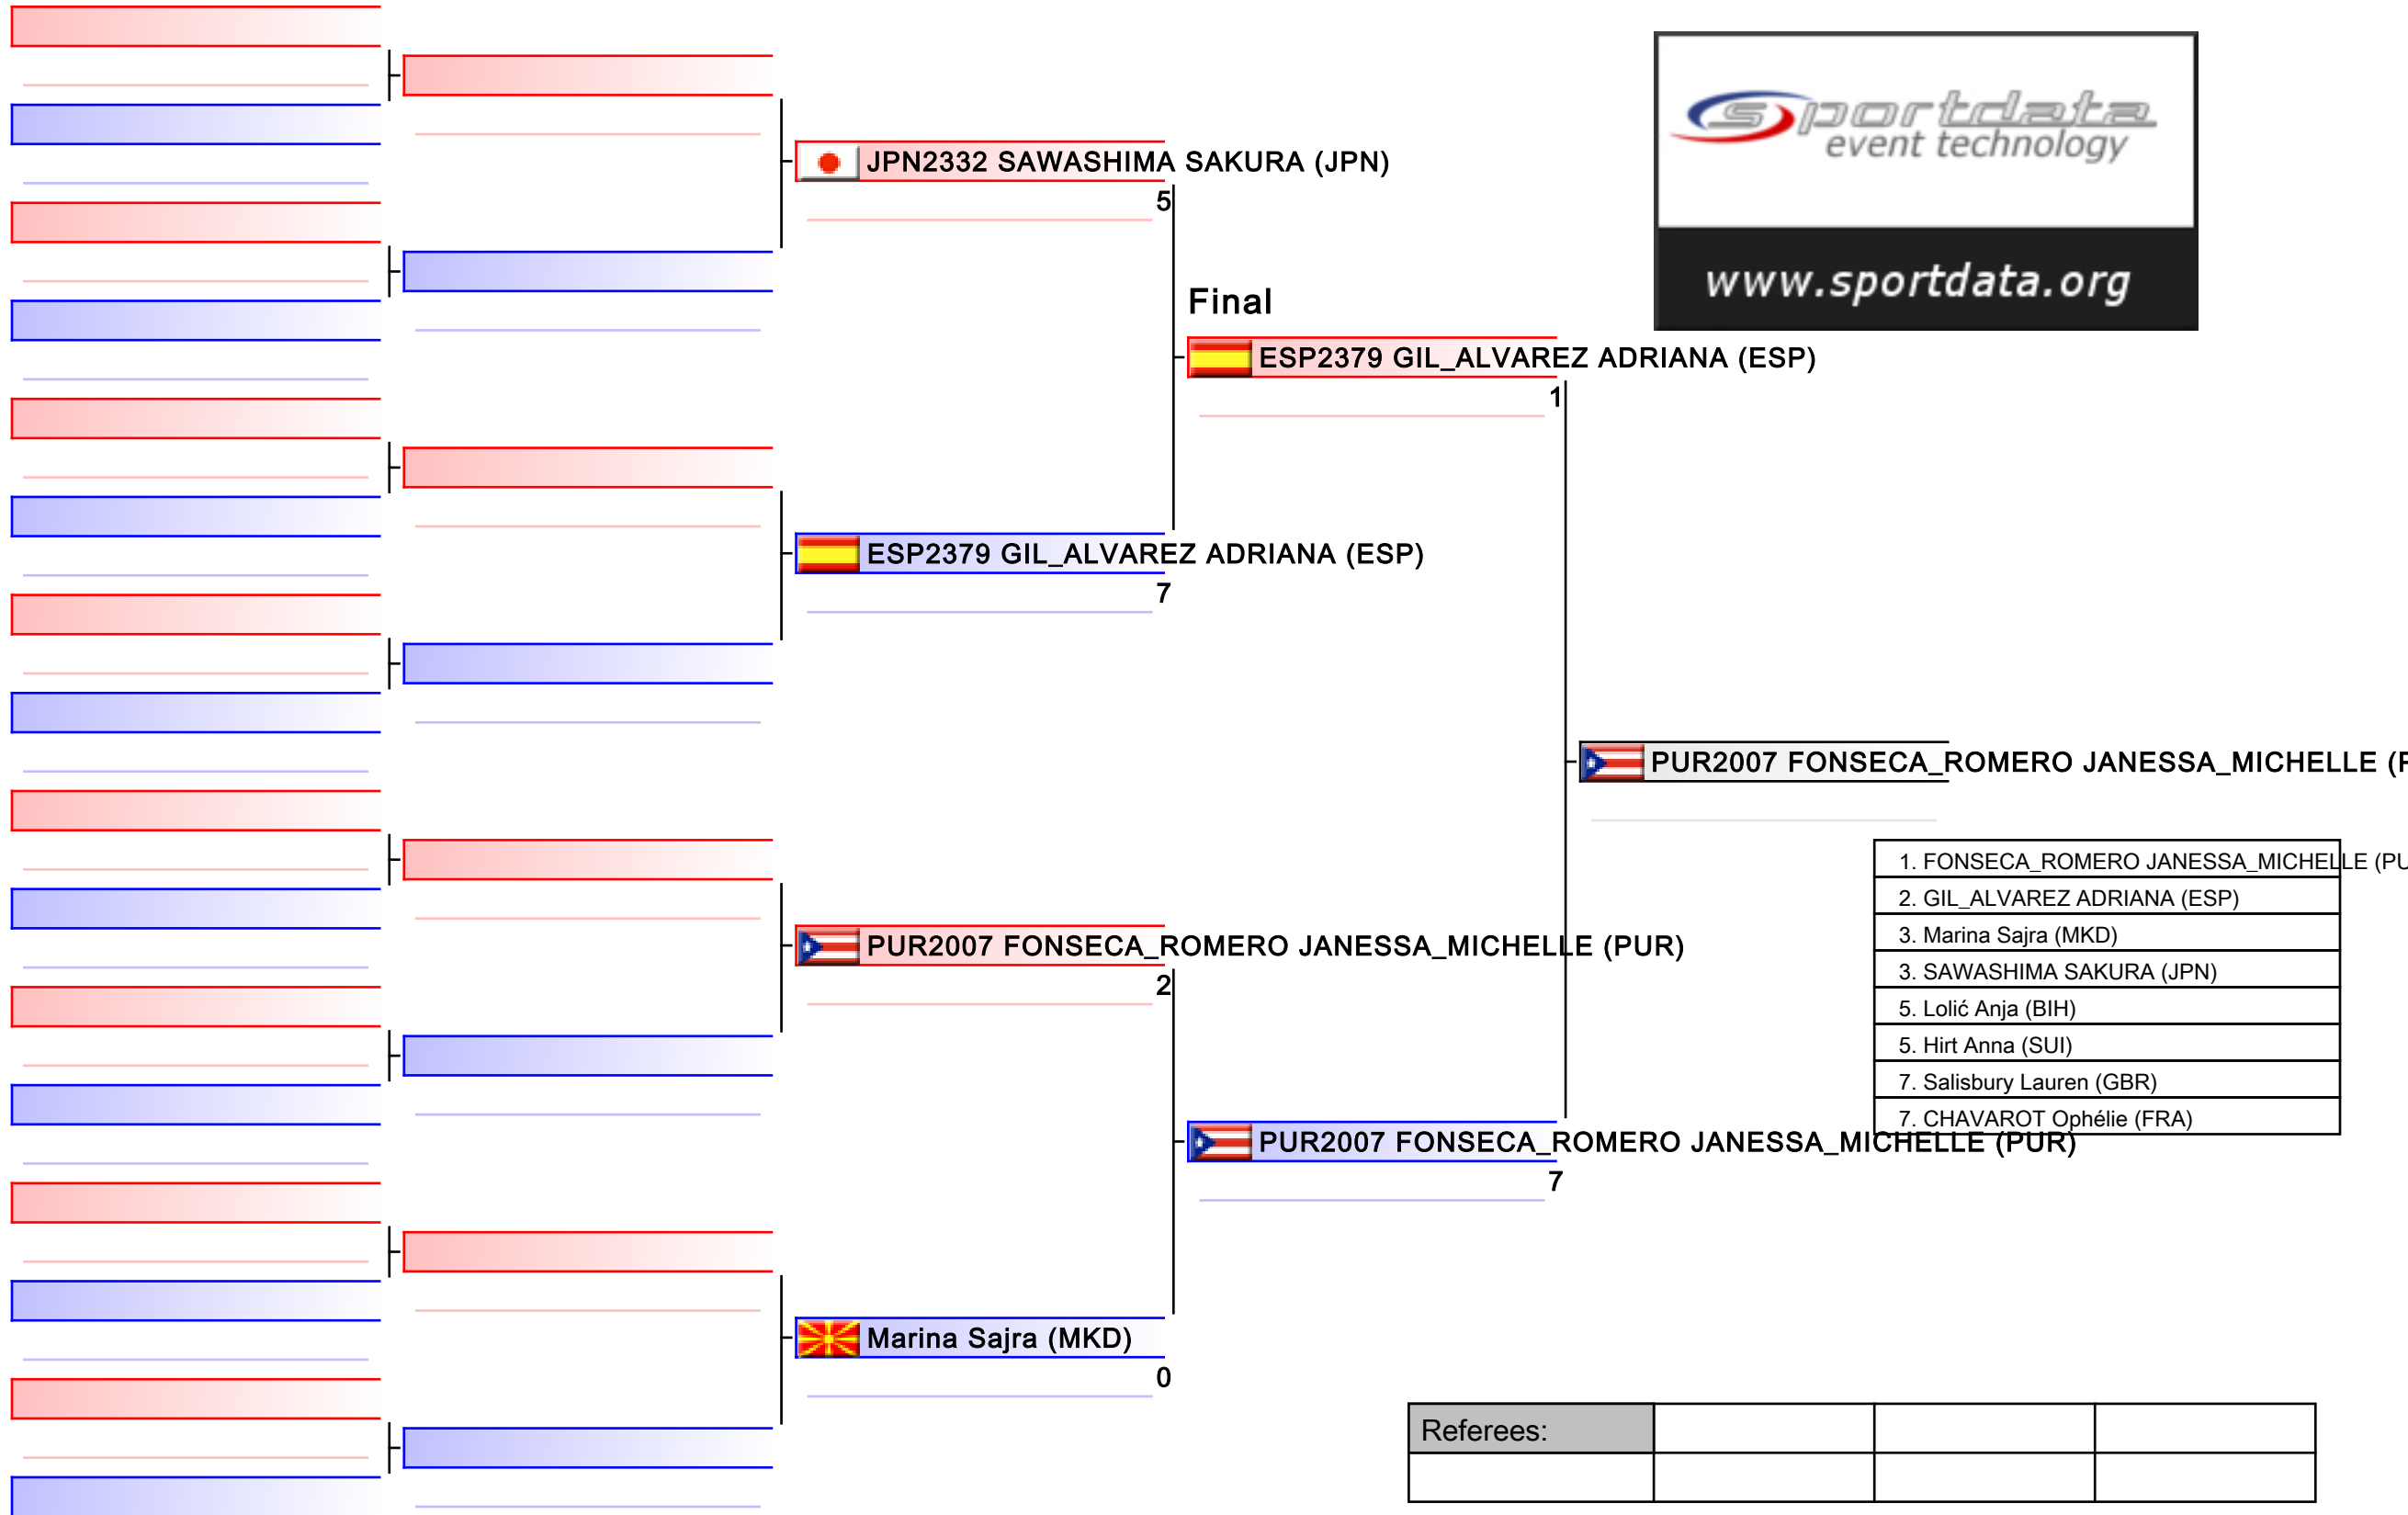 sportdata
event technology
www.sportdata.org
JPN2332 SAWASHIMA SAKURA (JPN)
5
Final
ESP2379 GIL_ALVAREZ ADRIANA (ESP)
1
ESP2379 GIL_ALVAREZ ADRIANA (ESP)
7
PUR2007 FONSECA_ROMERO JANESSA_MICHELLE (P
1. FONSECA_ROMERO JANESSA_MICHELLE (PU
2. GIL_ALVAREZ ADRIANA (ESP)
3. Marina Sajra (MKD)
3. SAWASHIMA SAKURA (JPN)
5. Lolić Anja (BIH)
5. Hirt Anna (SUI)
7. Salisbury Lauren (GBR)
7. CHAVAROT Ophélie (FRA)
PUR2007 FONSECA_ROMERO JANESSA_MICHELLE (PUR)
2
PUR2007 FONSECA_ROMERO JANESSA_MICHELLE (PUR)
7
Marina Sajra (MKD)
0
Referees: